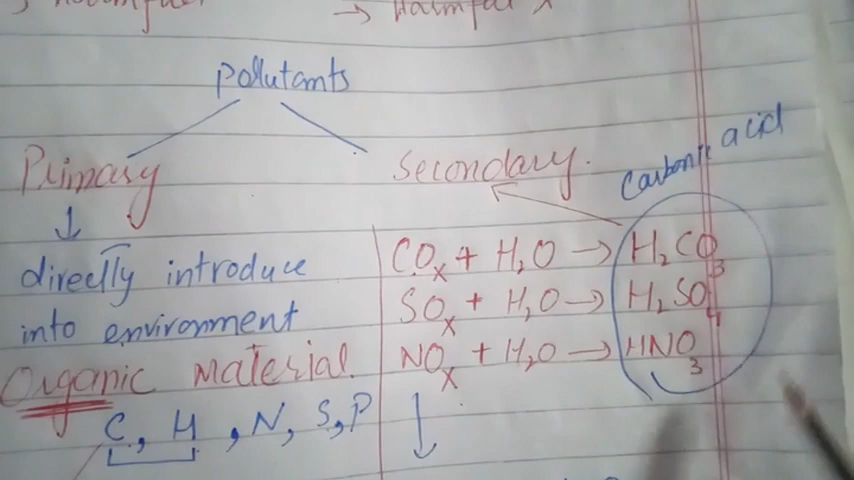 Pollutants
Primary
Secondary.
Carbonic acid
directly introduce
into environment
COx + H2O → H2CO3
SOx + H2O → H2SO4
NOx + H2O → HNO3
Organic material
C, H, N, S, P